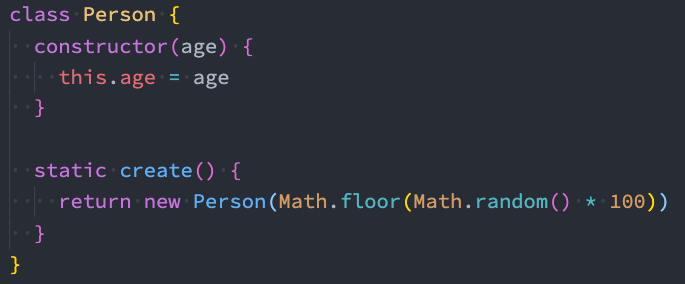 class Person {
  constructor(age) {
    this.age = age
  }

  static create() {
    return new Person(Math.floor(Math.random() * 100))
  }
}